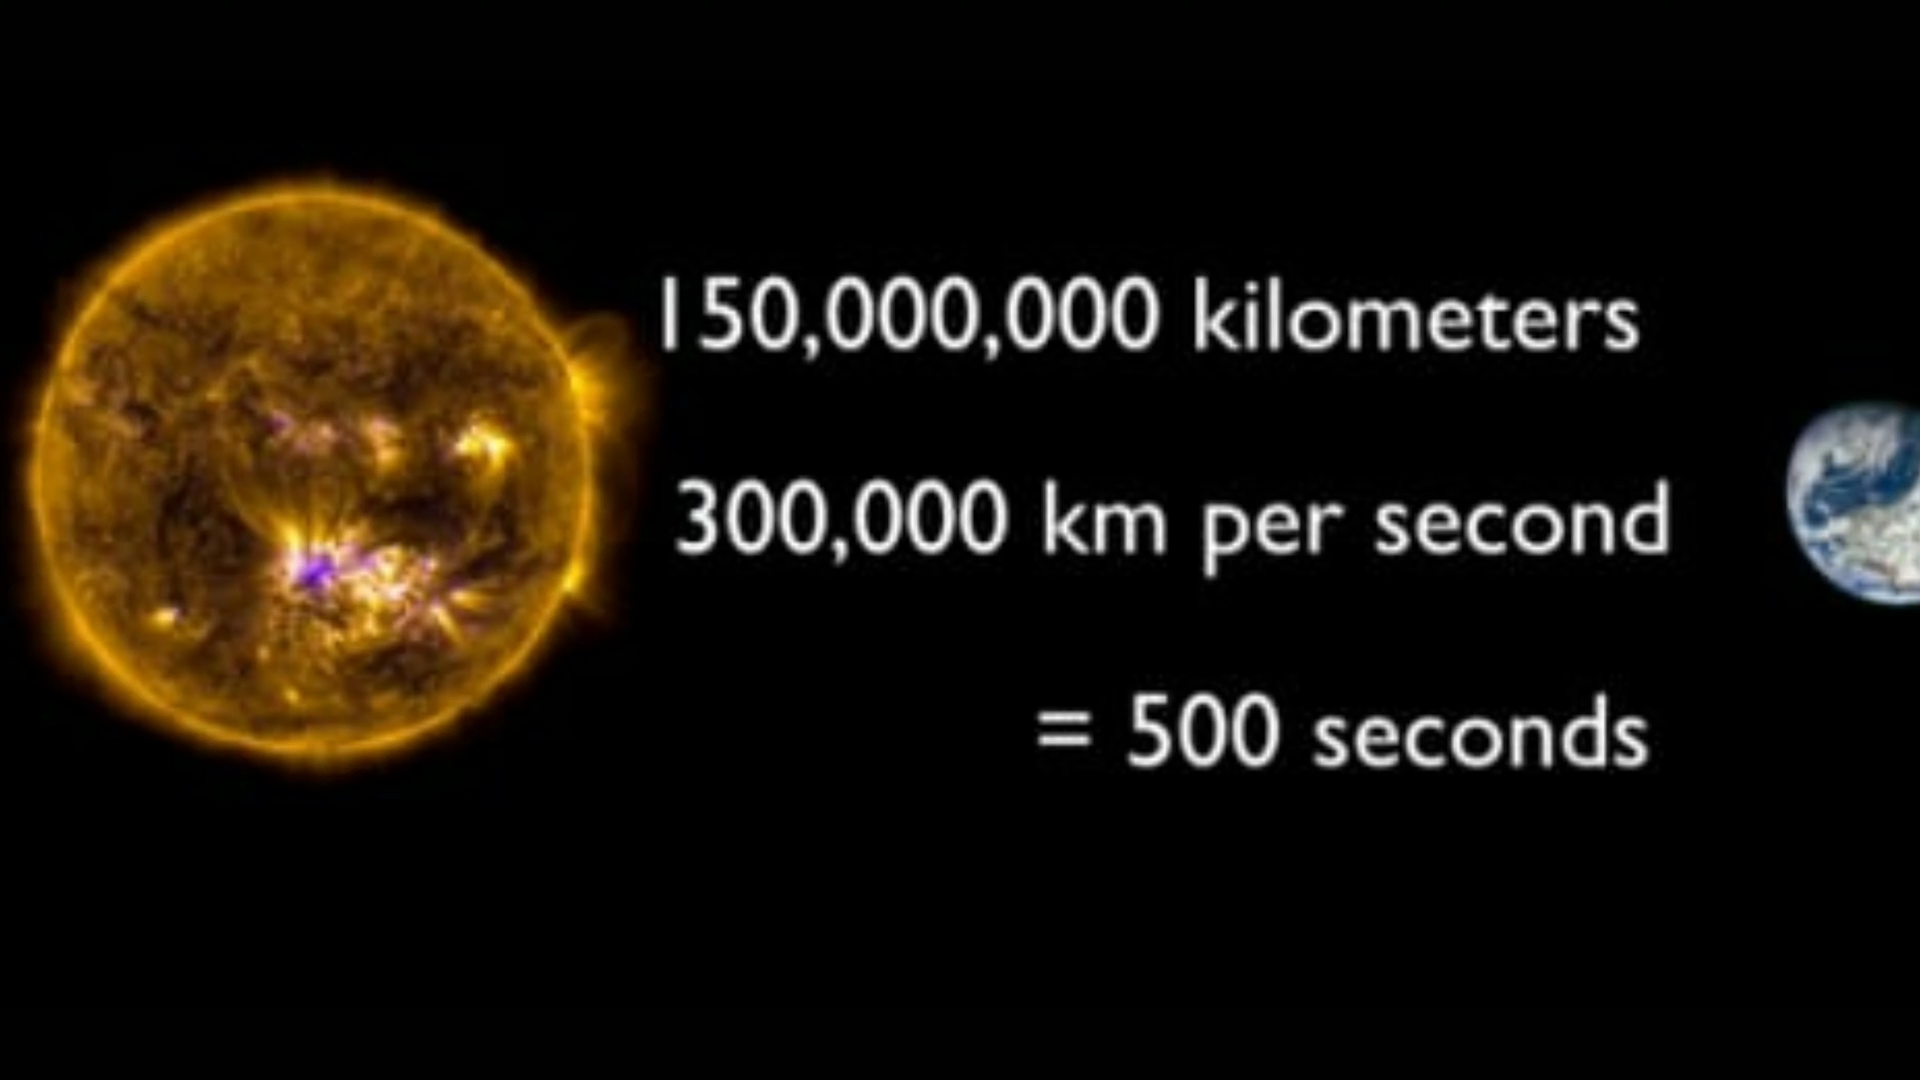 150,000,000 kilometers
300,000 km per second
= 500 seconds